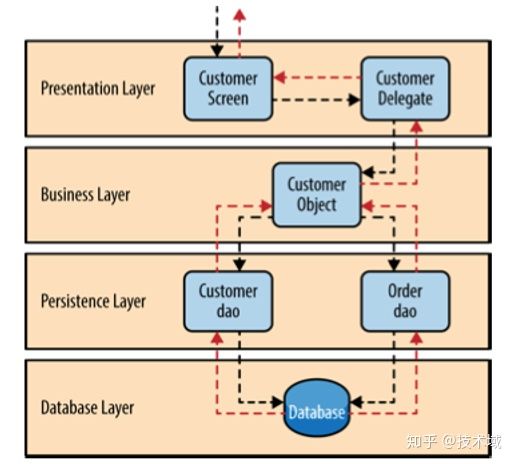 Presentation Layer
Customer
Screen
Customer
Delegate
Business Layer
Customer
Object
Persistence Layer
Customer
dao
Order
dao
Database Layer
Database
知乎 @技术域